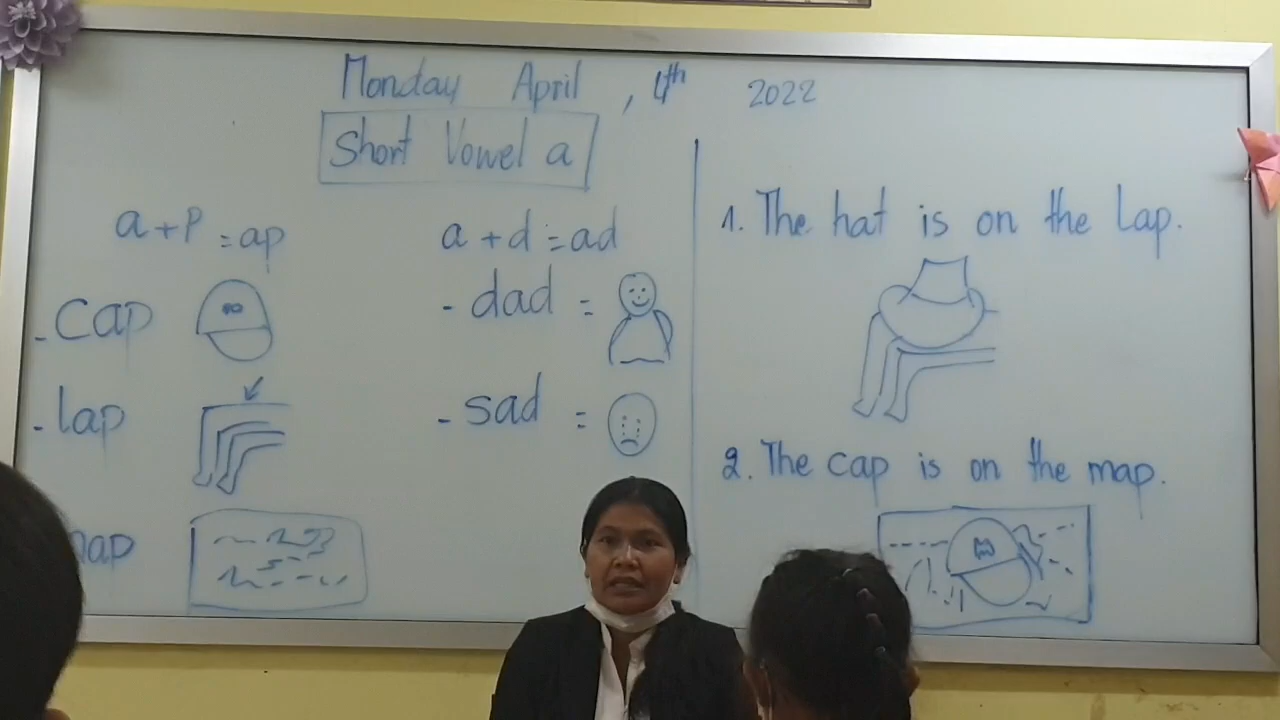 Monday April , 4th 2022
Short Vowel a
a + p = ap
- cap
- lap
map
a + d = ad
- dad =
- sad =
1. The hat is on the Lap.
2. The cap is on the map.